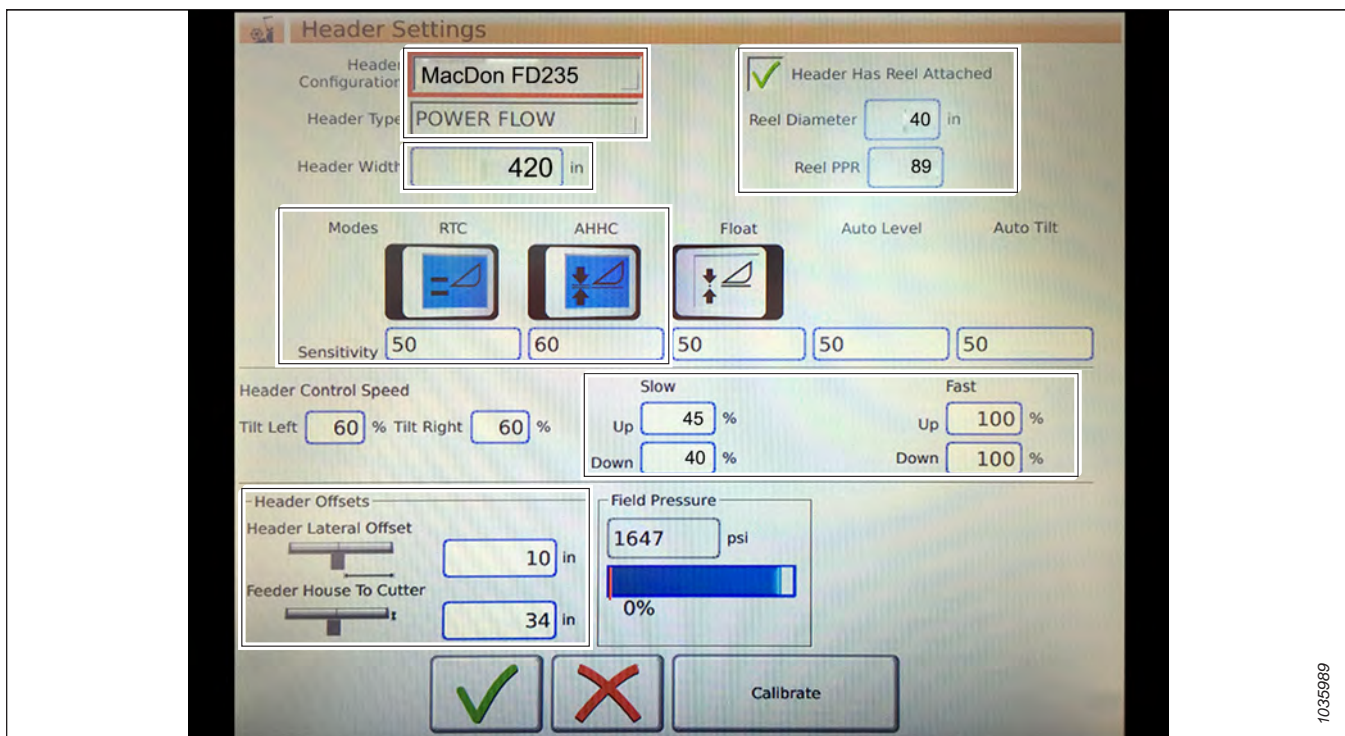 Header Settings
Header
Configuration
MacDon FD235
Header Has Reel Attached
Header Type
POWER FLOW
Reel Diameter
40 in
Header Width
420 in
Reel PPR
89
Modes RTC AHHC Float Auto Level Auto Tilt
Sensitivity 50 60 50 50 50
Header Control Speed
Slow Fast
Tilt Left 60 % Tilt Right 60 %
Up 45 % Up 100 %
Down 40 % Down 100 %
Header Offsets
Header Lateral Offset
10 in
Feeder House To Cutter
34 in
Field Pressure
1647 psi
0%
Calibrate
1035989